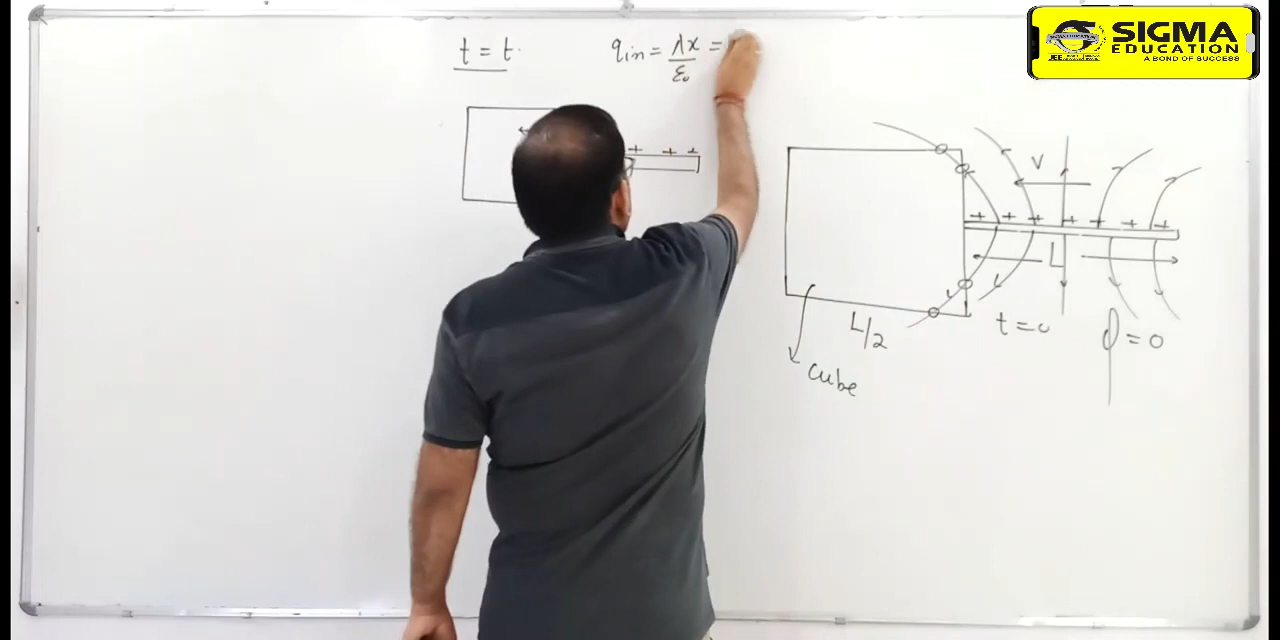 t = t
q_in = λx/ε₀ =
SIGMA
EDUCATION
A BOND OF SUCCESS
+ + +
V
+ + + + + + +
L
t = 0
ϕ = 0
L/2
Cube